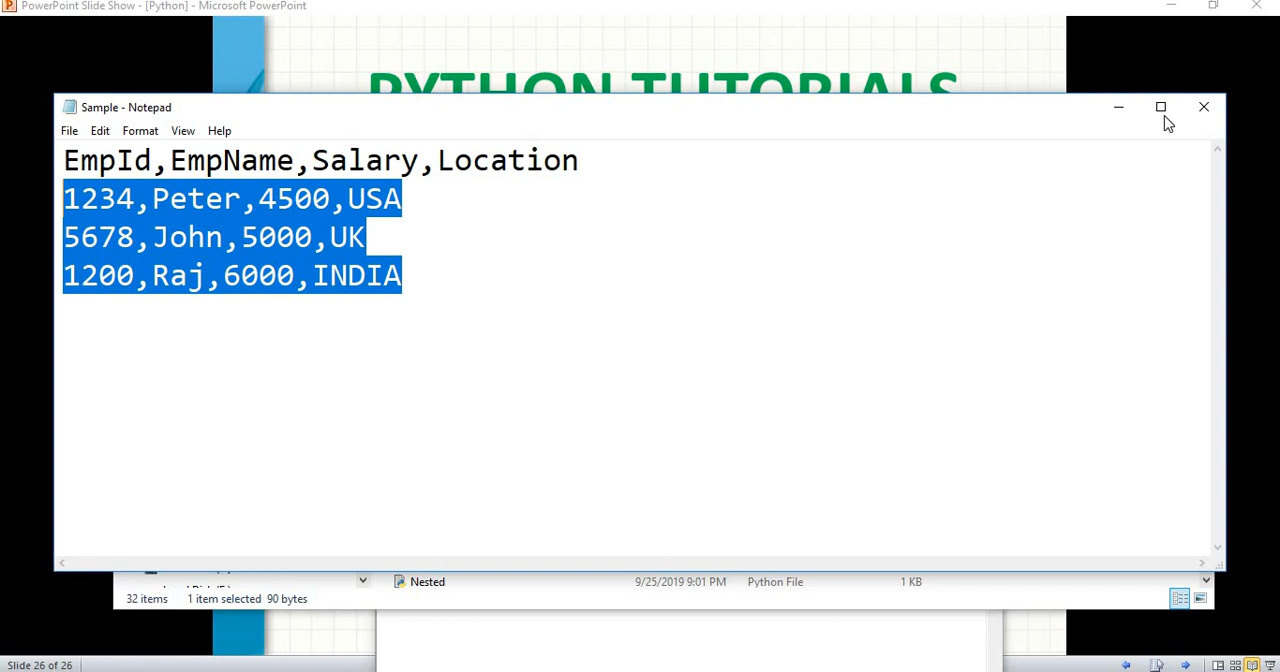 PowerPoint Slide Show - [Python] - Microsoft PowerPoint
PYTHON TUTORIALS
Sample - Notepad
File Edit Format View Help
EmpId,EmpName,Salary,Location
1234,Peter,4500,USA
5678,John,5000,UK
1200,Raj,6000,INDIA
Nested 9/25/2019 9:01 PM Python File 1 KB
32 items 1 item selected 90 bytes
Slide 26 of 26